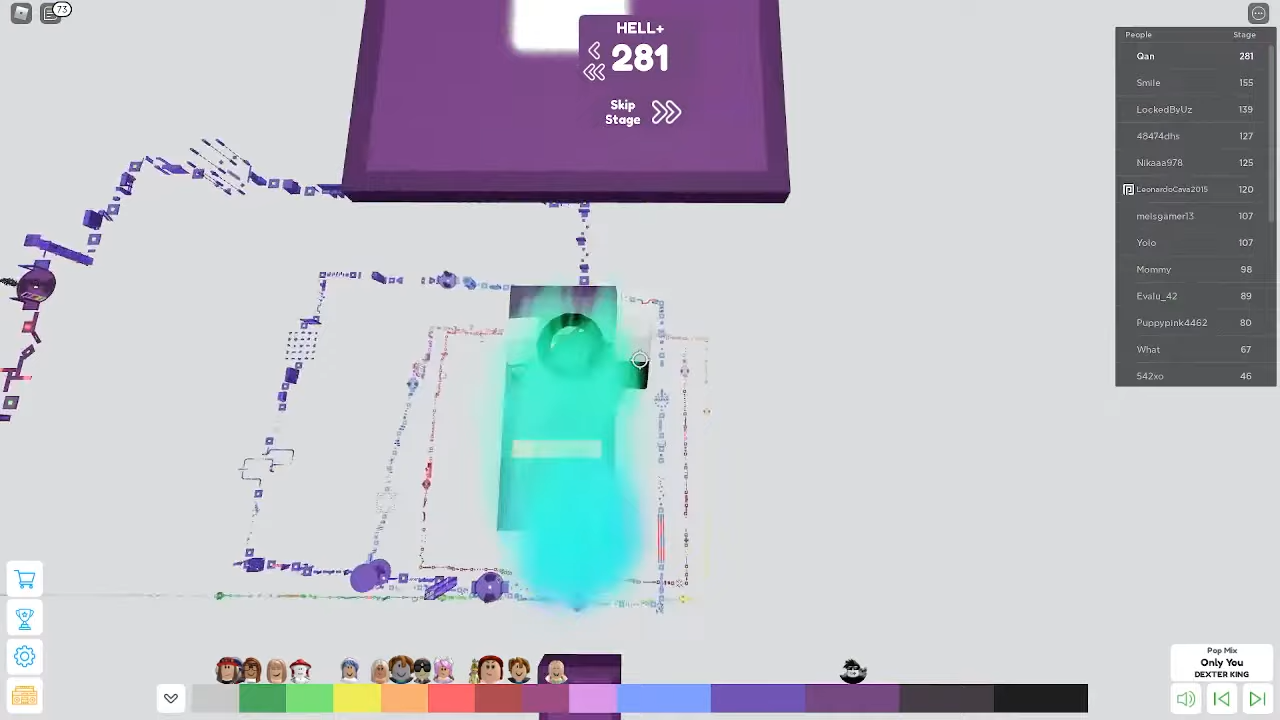 73
HELL+
281
Skip
Stage
People Stage
Qan 281
Smile 155
LockedByUz 139
48474dhs 127
Nikaaa978 125
LeonardoCava2015 120
melsgamer13 107
Yolo 107
Mommy 98
Evalu_42 89
Puppypink4462 80
What 67
542xo 46
Pop Mix
Only You
DEXTER KING